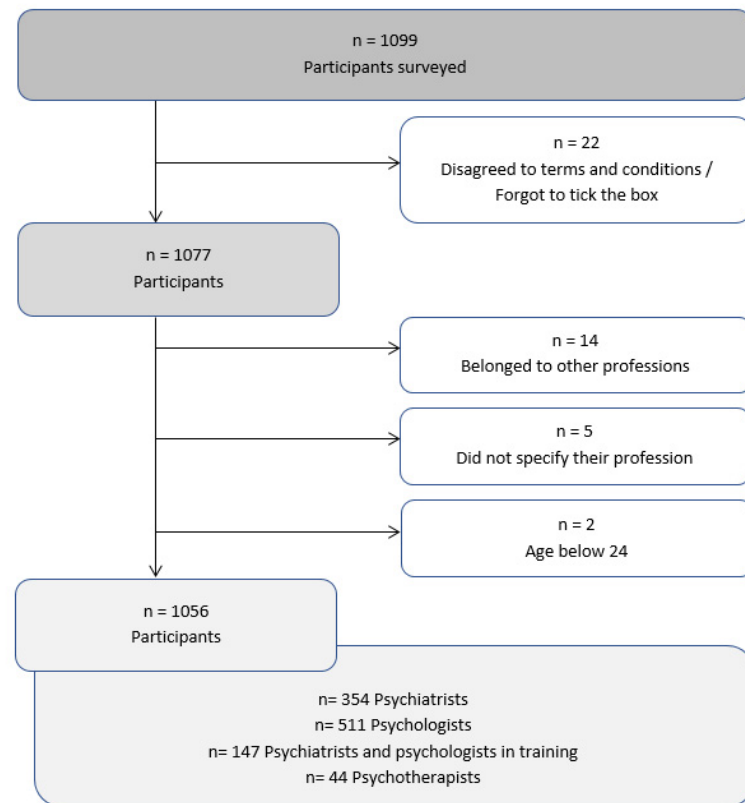 n = 1099
Participants surveyed
n = 22
Disagreed to terms and conditions /
Forgot to tick the box
n = 1077
Participants
n = 14
Belonged to other professions
n = 5
Did not specify their profession
n = 2
Age below 24
n = 1056
Participants
n= 354 Psychiatrists
n= 511 Psychologists
n= 147 Psychiatrists and psychologists in training
n= 44 Psychotherapists